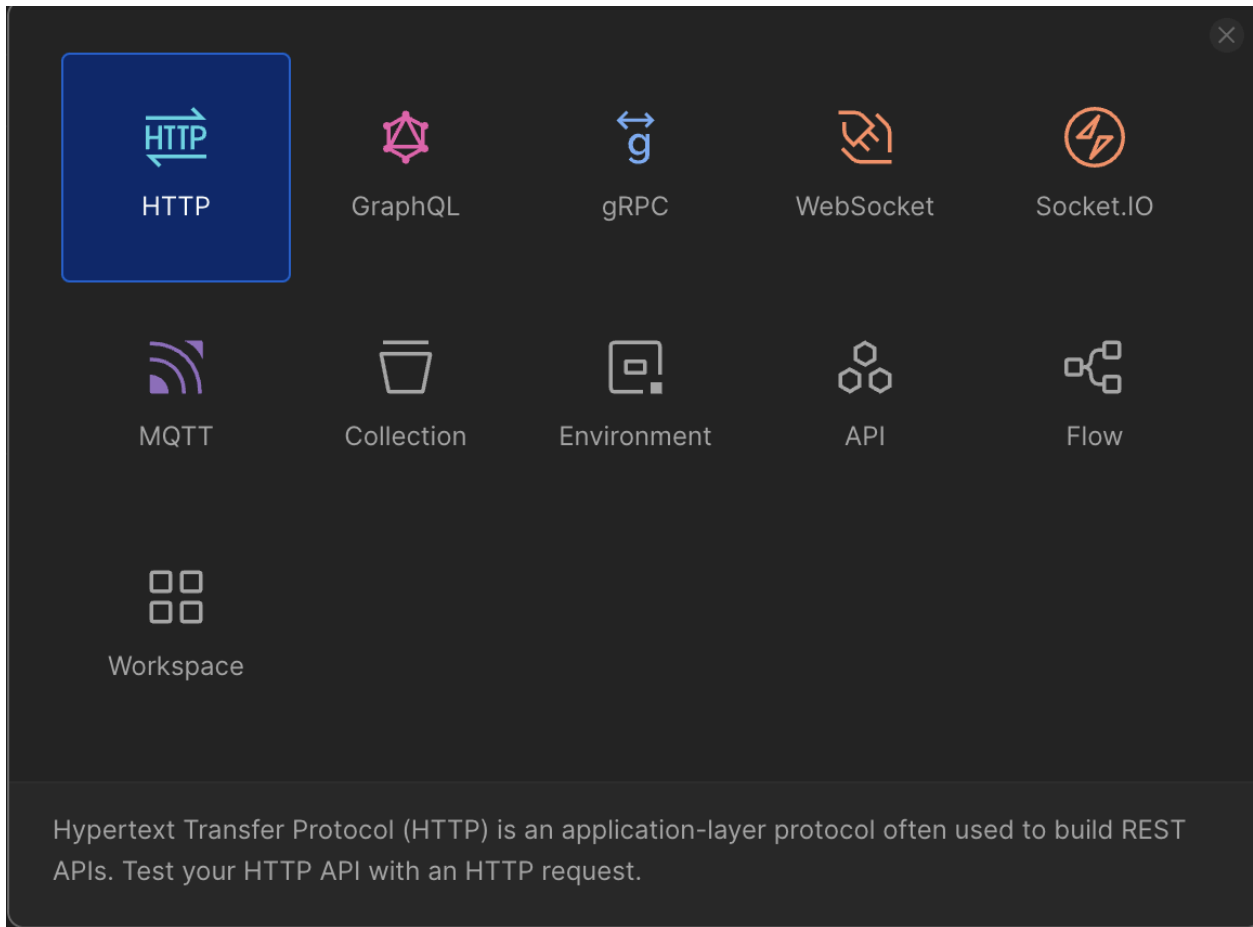 HTTP
HTTP
GraphQL
g
gRPC
WebSocket
Socket.IO
MQTT
Collection
Environment
API
Flow
Workspace
Hypertext Transfer Protocol (HTTP) is an application-layer protocol often used to build REST
APIs. Test your HTTP API with an HTTP request.